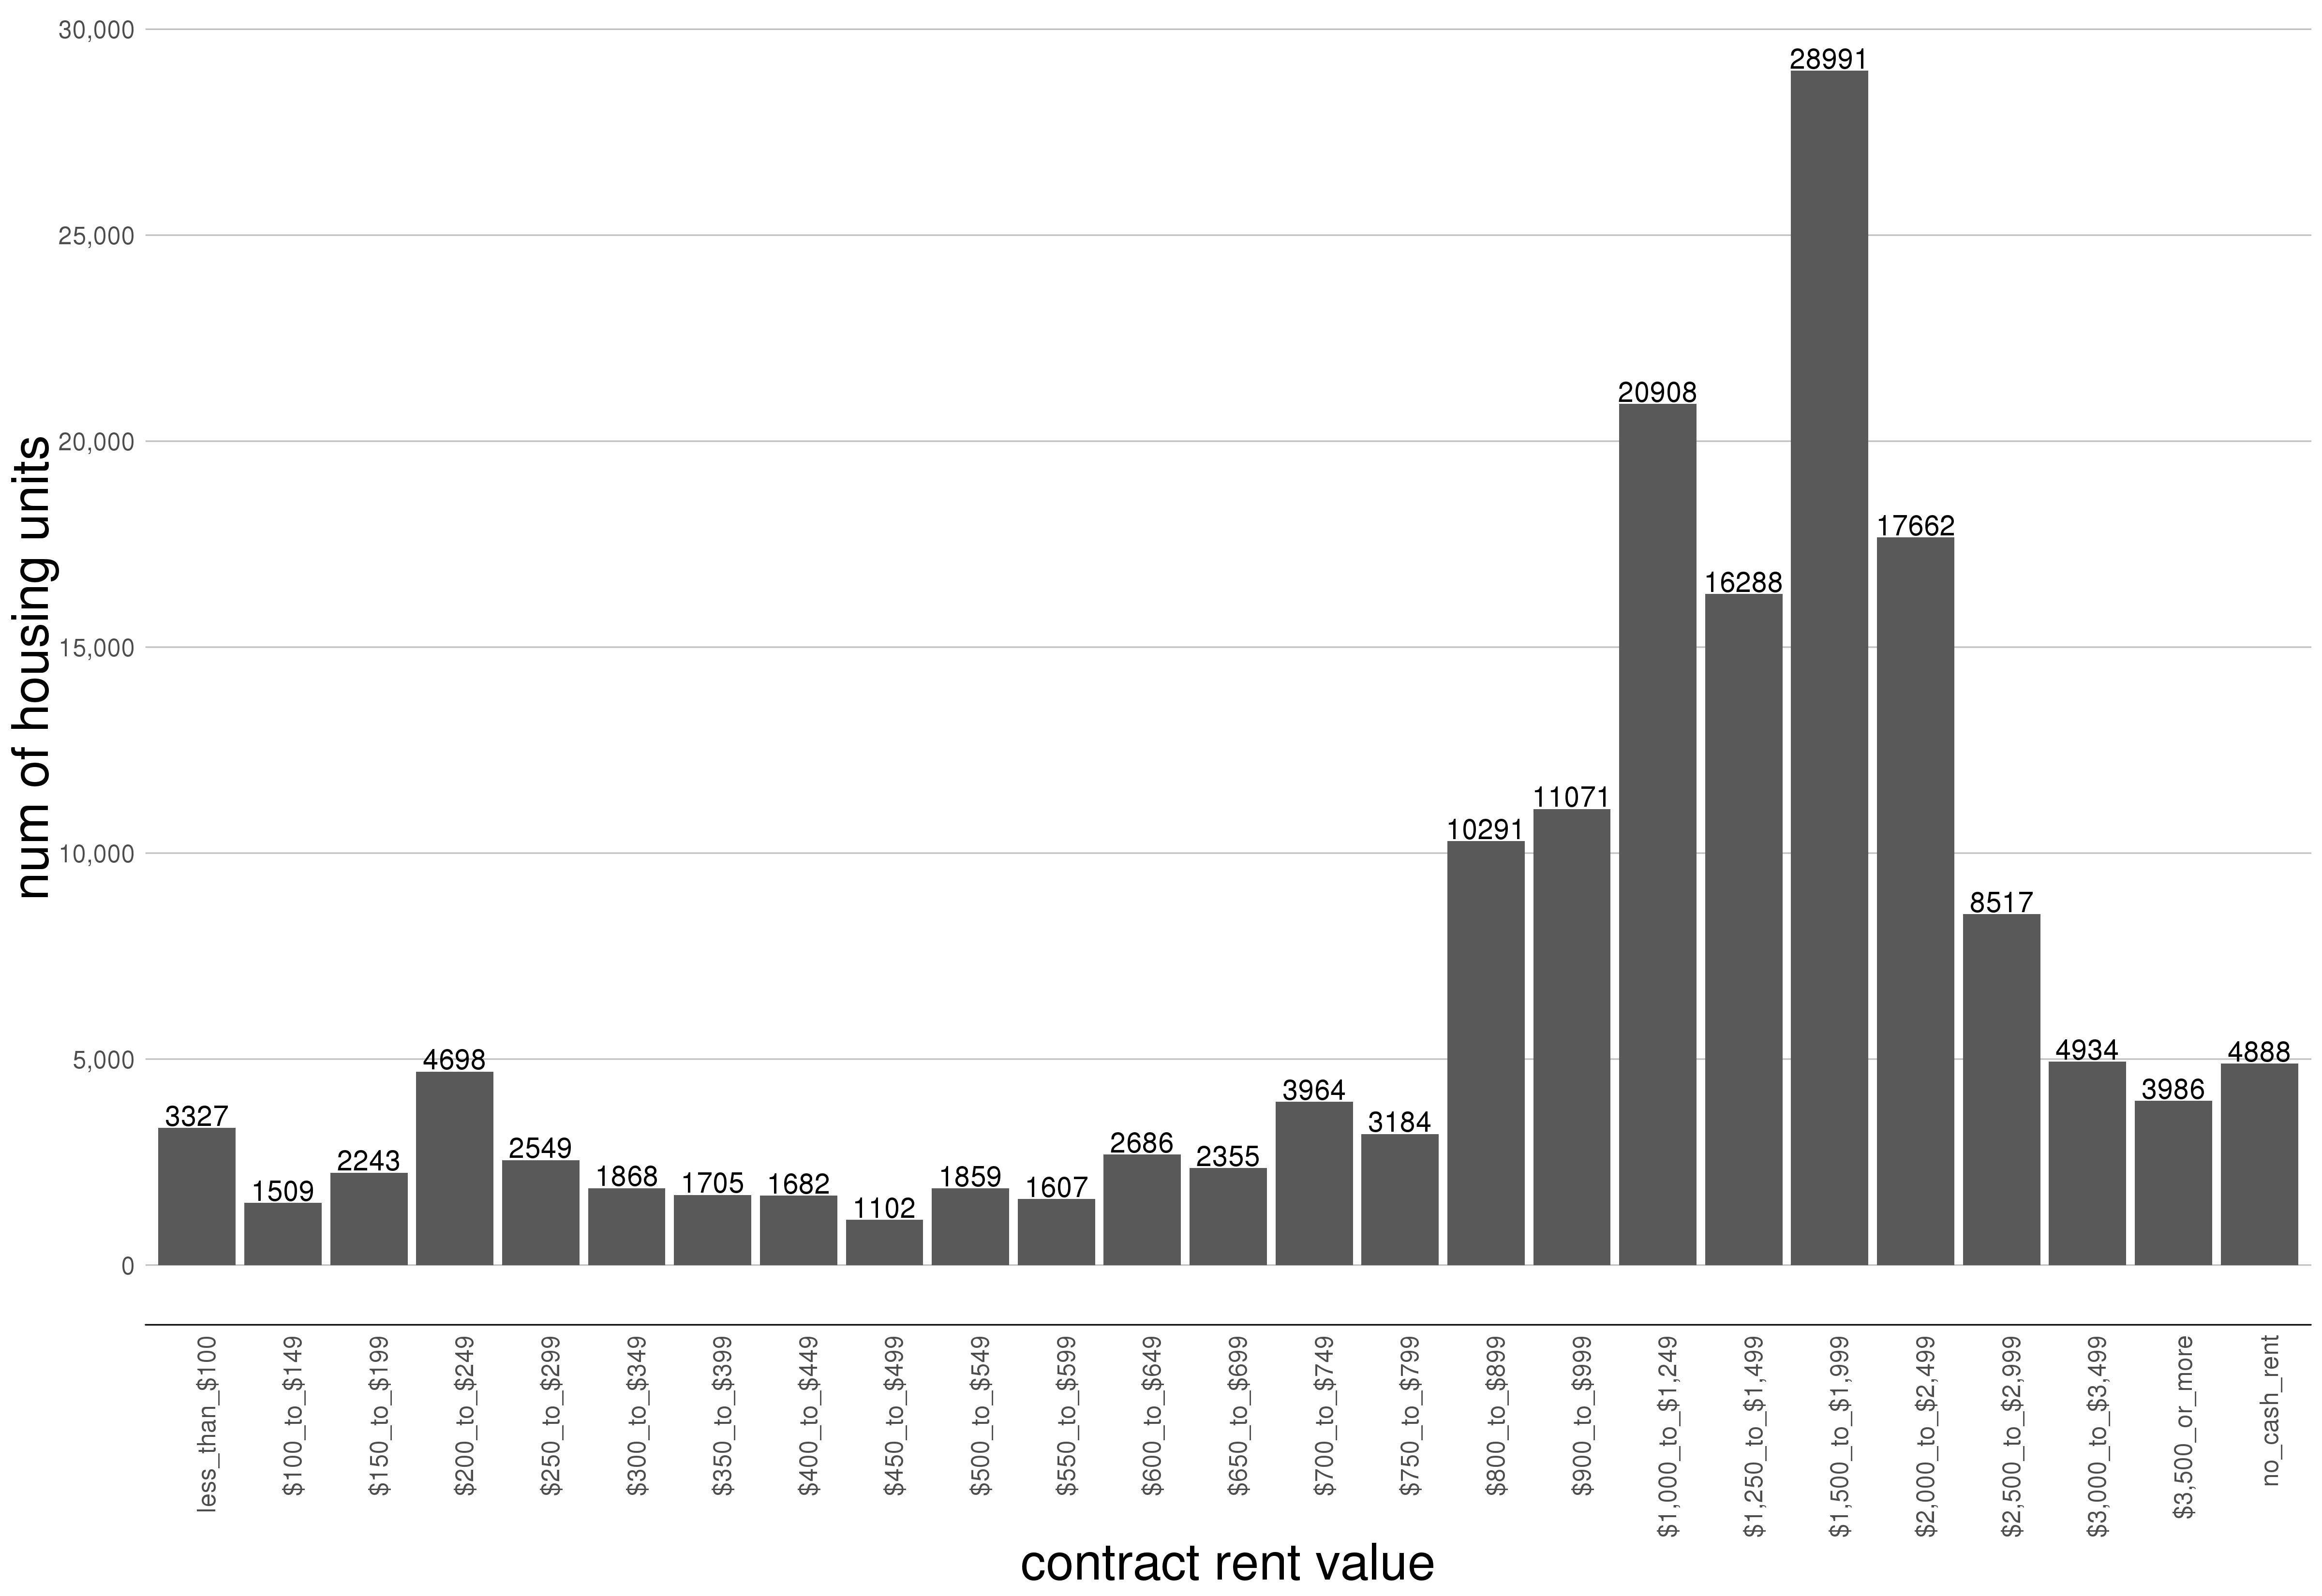 30,000
25,000
20,000
15,000
10,000
5,000
0
num of housing units
3327
1509
2243
4698
2549
1868
1705
1682
1102
1859
1607
2686
2355
3964
3184
10291
11071
20908
16288
28991
17662
8517
4934
3986
4888
less_than_$100
$100_to_$149
$150_to_$199
$200_to_$249
$250_to_$299
$300_to_$349
$350_to_$399
$400_to_$449
$450_to_$499
$500_to_$549
$550_to_$599
$600_to_$649
$650_to_$699
$700_to_$749
$750_to_$799
$800_to_$899
$900_to_$999
$1,000_to_$1,249
$1,250_to_$1,499
$1,500_to_$1,999
$2,000_to_$2,499
$2,500_to_$2,999
$3,000_to_$3,499
$3,500_or_more
no_cash_rent
contract rent value